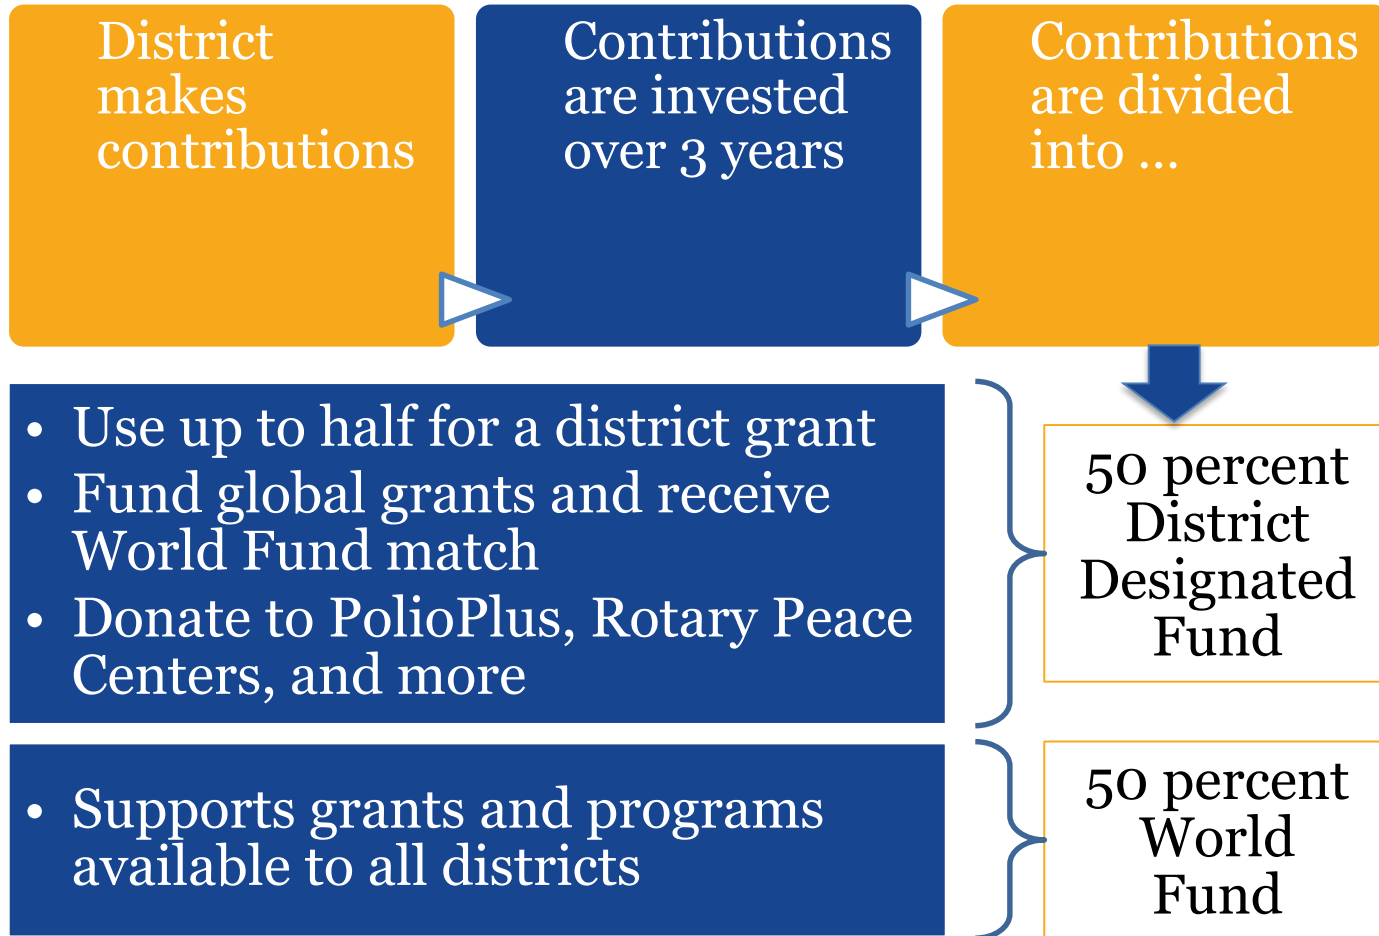 District
makes
contributions
Contributions
are invested
over 3 years
Contributions
are divided
into ...
• Use up to half for a district grant
• Fund global grants and receive
World Fund match
• Donate to PolioPlus, Rotary Peace
Centers, and more
50 percent
District
Designated
Fund
• Supports grants and programs
available to all districts
50 percent
World
Fund